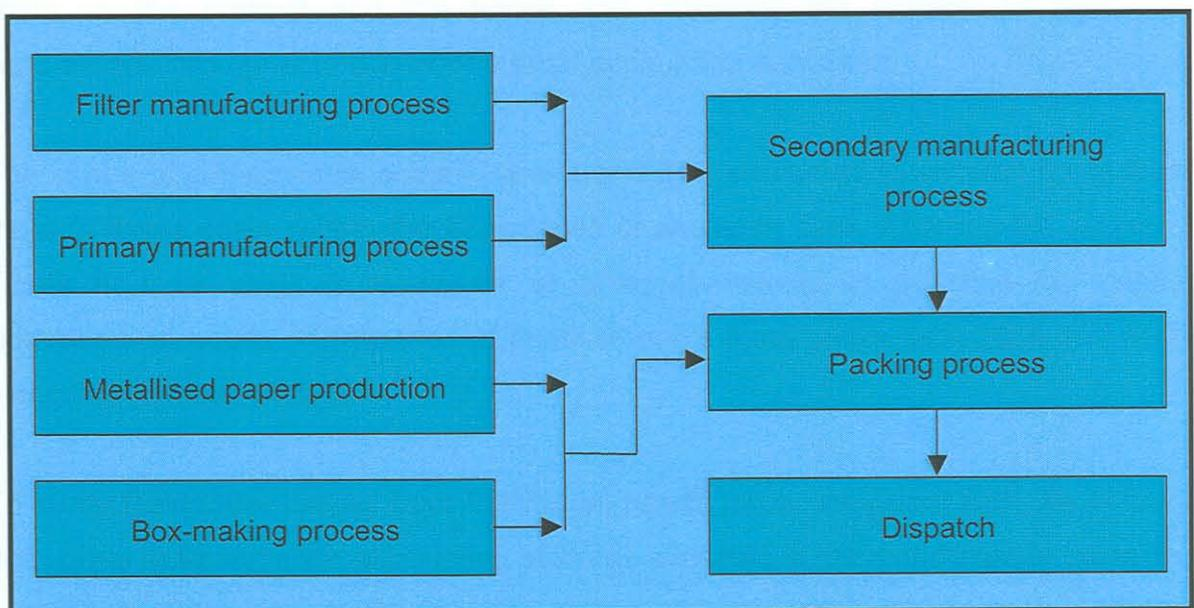 Filter manufacturing process
Primary manufacturing process
Metallised paper production
Box-making process
Secondary manufacturing
process
Packing process
Dispatch